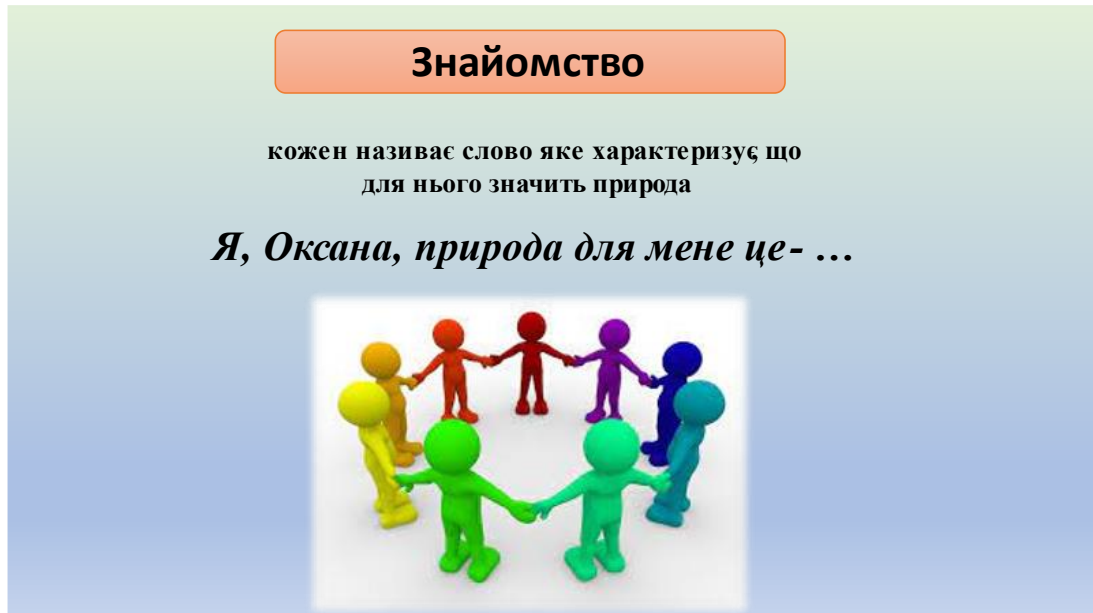 Знайомство
кожен називає слово яке характеризує, що
для нього значить природа
Я, Оксана, природа для мене це- ...